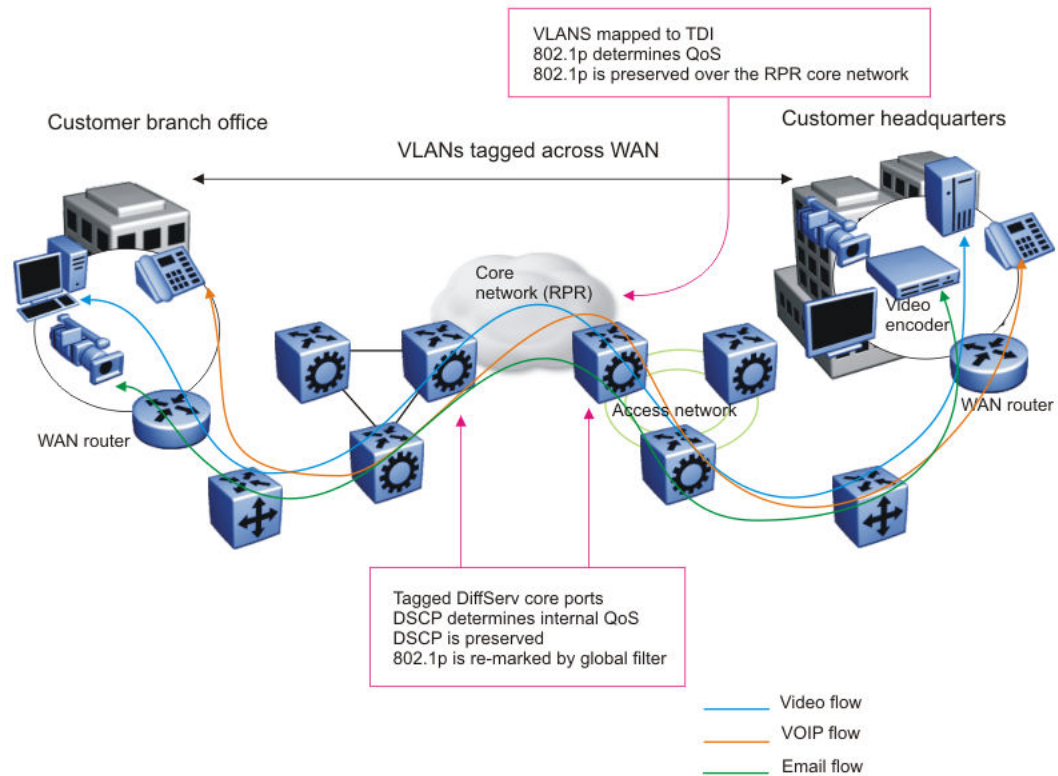 VLANS mapped to TDI
802.1p determines QoS
802.1p is preserved over the RPR core network
Customer branch office
Customer headquarters
VLANs tagged across WAN
Core
network (RPR)
Video
encoder
Access network
WAN router
WAN router
Tagged DiffServ core ports
DSCP determines internal QoS
DSCP is preserved
802.1p is re-marked by global filter
Video flow
VOIP flow
Email flow